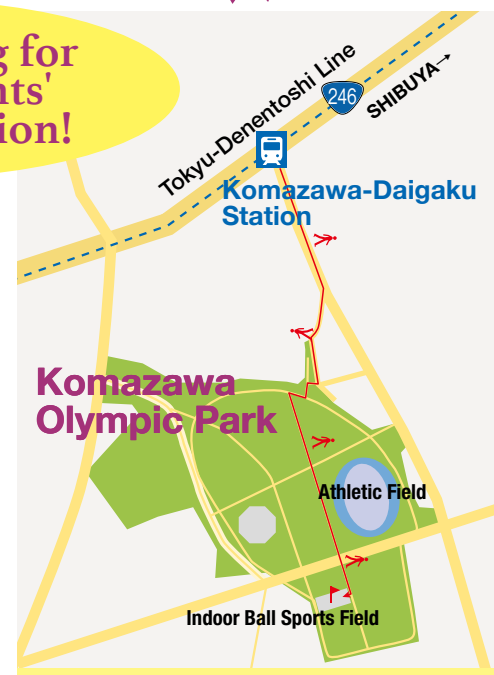 g for
nts'
ion!
Tokyu-Denentoshi Line
246
SHIBUYA→
Komazawa-Daigaku
Station
Komazawa
Olympic Park
Athletic Field
Indoor Ball Sports Field